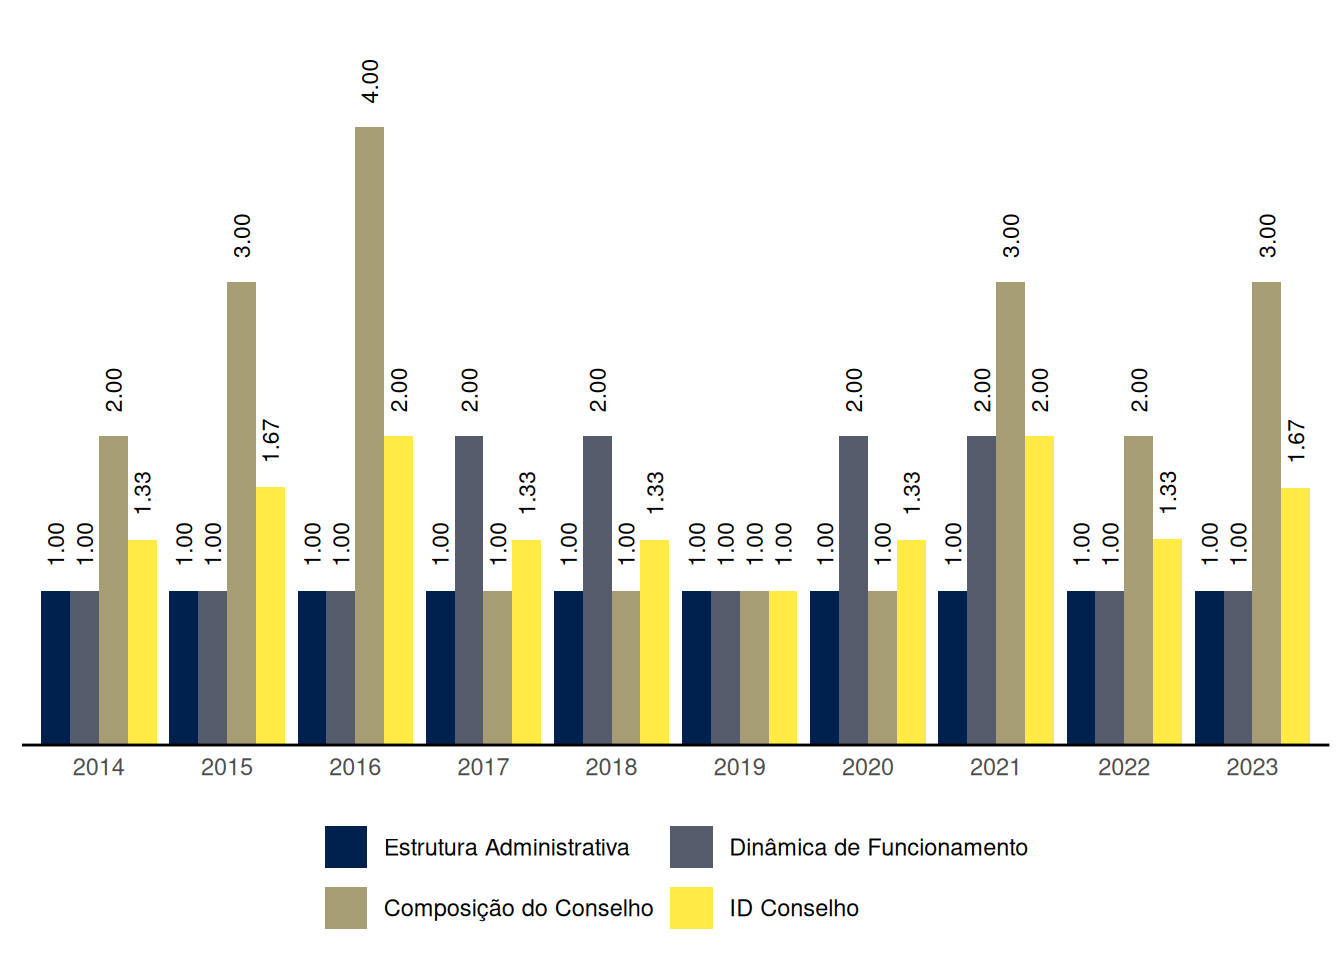 4.00
3.00 3.00 3.00
2.00 2.00 2.00 2.00 2.00 2.00 2.00 2.00
1.67 1.67
1.33 1.33 1.33 1.33 1.33
1.00 1.00 1.00 1.00 1.00 1.00 1.00 1.00 1.00 1.00 1.00 1.00 1.00 1.00 1.00 1.00 1.00 1.00 1.00 1.00 1.00 1.00
2014 2015 2016 2017 2018 2019 2020 2021 2022 2023
Estrutura Administrativa Dinâmica de Funcionamento
Composição do Conselho ID Conselho